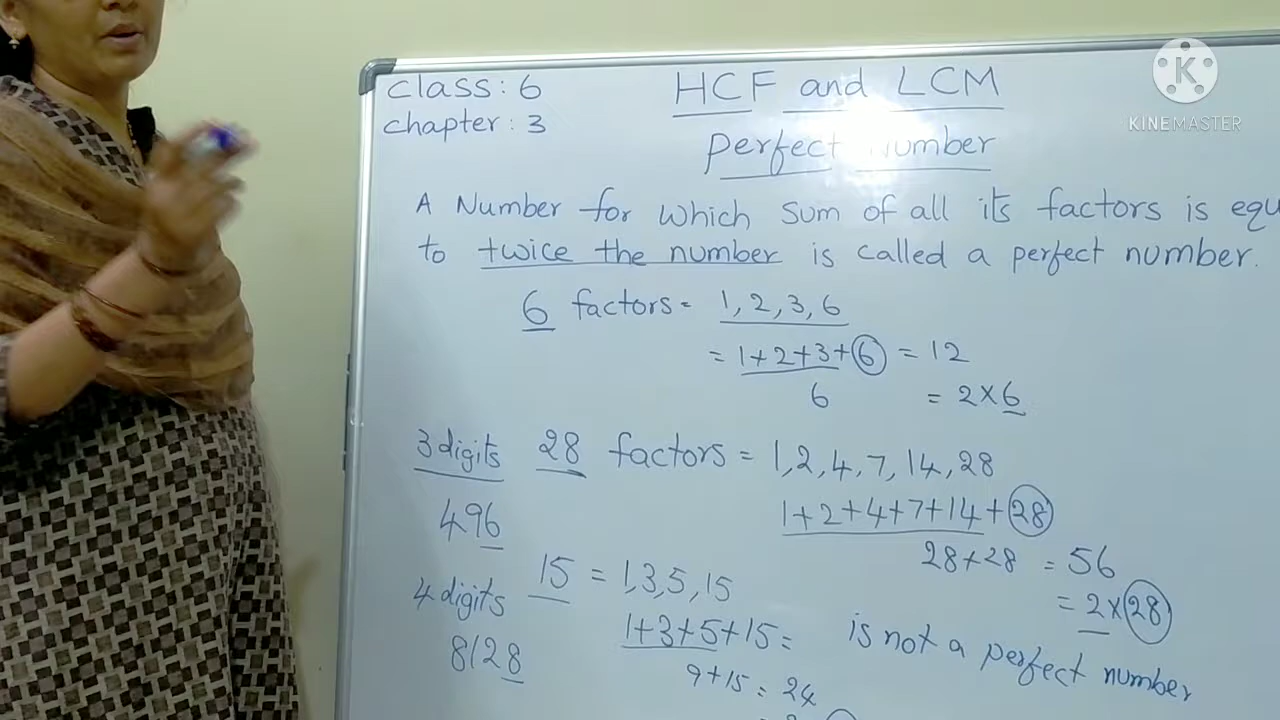 class: 6
chapter: 3
HCF and LCM
Perfect Number
A Number for which sum of all its factors is equ
to twice the number is called a perfect number.
6 factors = 1, 2, 3, 6
= 1+2+3+6 = 12
6 = 2×6
3 digits 28 factors = 1, 2, 4, 7, 14, 28
496
1+2+4+7+14+28
28+28 = 56
= 2×28
15 = 1, 3, 5, 15
4 digits
8128
1+3+5+15=
is not a perfect number
9+15 = 24
K
KINEMASTER